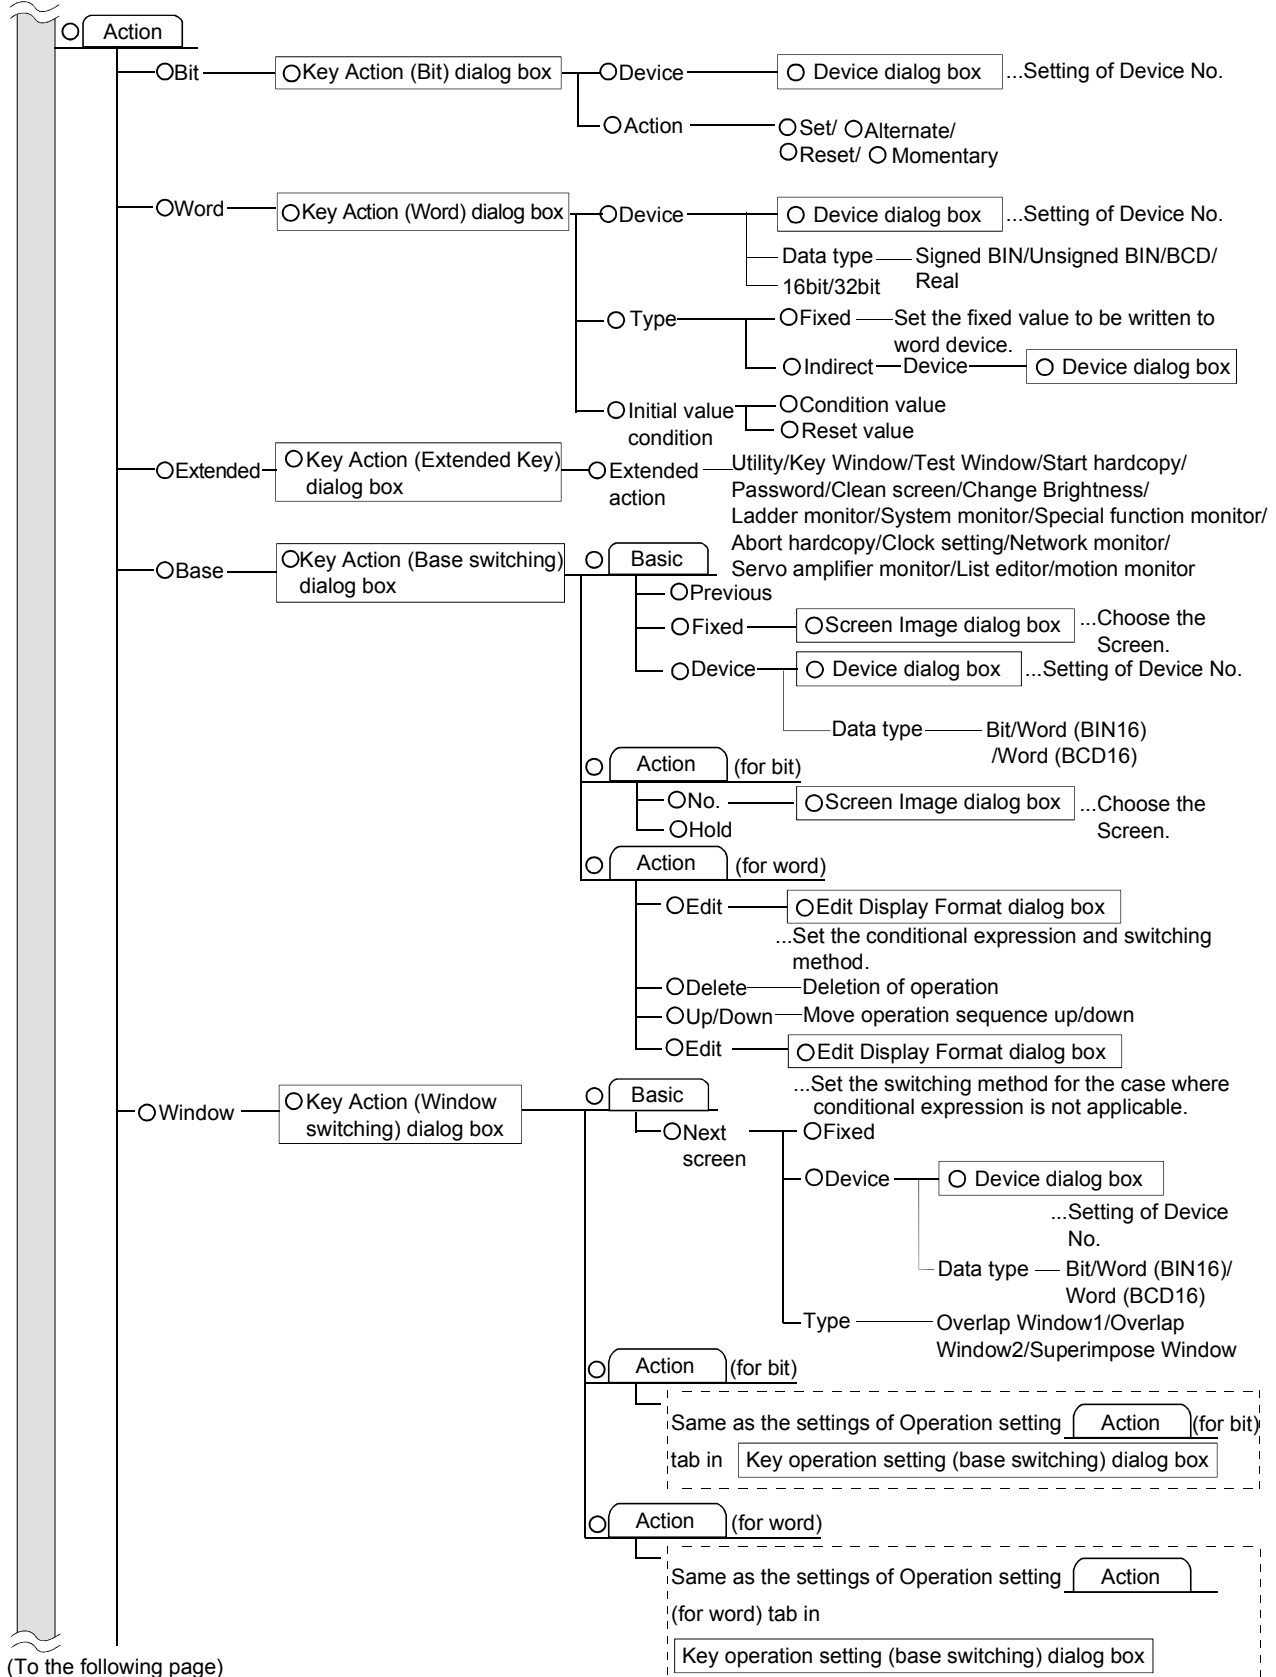 Action
Bit Key Action (Bit) dialog box Device Device dialog box ...Setting of Device No.
Action Set/ Alternate/
Reset/ Momentary
Word Key Action (Word) dialog box Device Device dialog box ...Setting of Device No.
Data type Signed BIN/Unsigned BIN/BCD/
Real
16bit/32bit
Type Fixed Set the fixed value to be written to
word device.
Indirect Device Device dialog box
Initial value
condition
Condition value
Reset value
Extended Key Action (Extended Key)
dialog box
Extended
action
Utility/Key Window/Test Window/Start hardcopy/
Password/Clean screen/Change Brightness/
Ladder monitor/System monitor/Special function monitor/
Abort hardcopy/Clock setting/Network monitor/
Servo amplifier monitor/List editor/motion monitor
Base Key Action (Base switching)
dialog box
Basic
Previous
Fixed Screen Image dialog box ...Choose the
Screen.
Device Device dialog box ...Setting of Device No.
Data type Bit/Word (BIN16)
/Word (BCD16)
Action (for bit)
No. Screen Image dialog box ...Choose the
Screen.
Hold
Action (for word)
Edit Edit Display Format dialog box
...Set the conditional expression and switching
method.
Delete Deletion of operation
Up/Down Move operation sequence up/down
Edit Edit Display Format dialog box
...Set the switching method for the case where
conditional expression is not applicable.
Window Key Action (Window
switching) dialog box
Basic
Next
screen
Fixed
Device Device dialog box
...Setting of Device
No.
Data type Bit/Word (BIN16)/
Word (BCD16)
Type Overlap Window1/Overlap
Window2/Superimpose Window
Action (for bit)
Same as the settings of Operation setting Action (for bit)
tab in Key operation setting (base switching) dialog box
Action (for word)
Same as the settings of Operation setting Action
(for word) tab in
Key operation setting (base switching) dialog box
(To the following page)